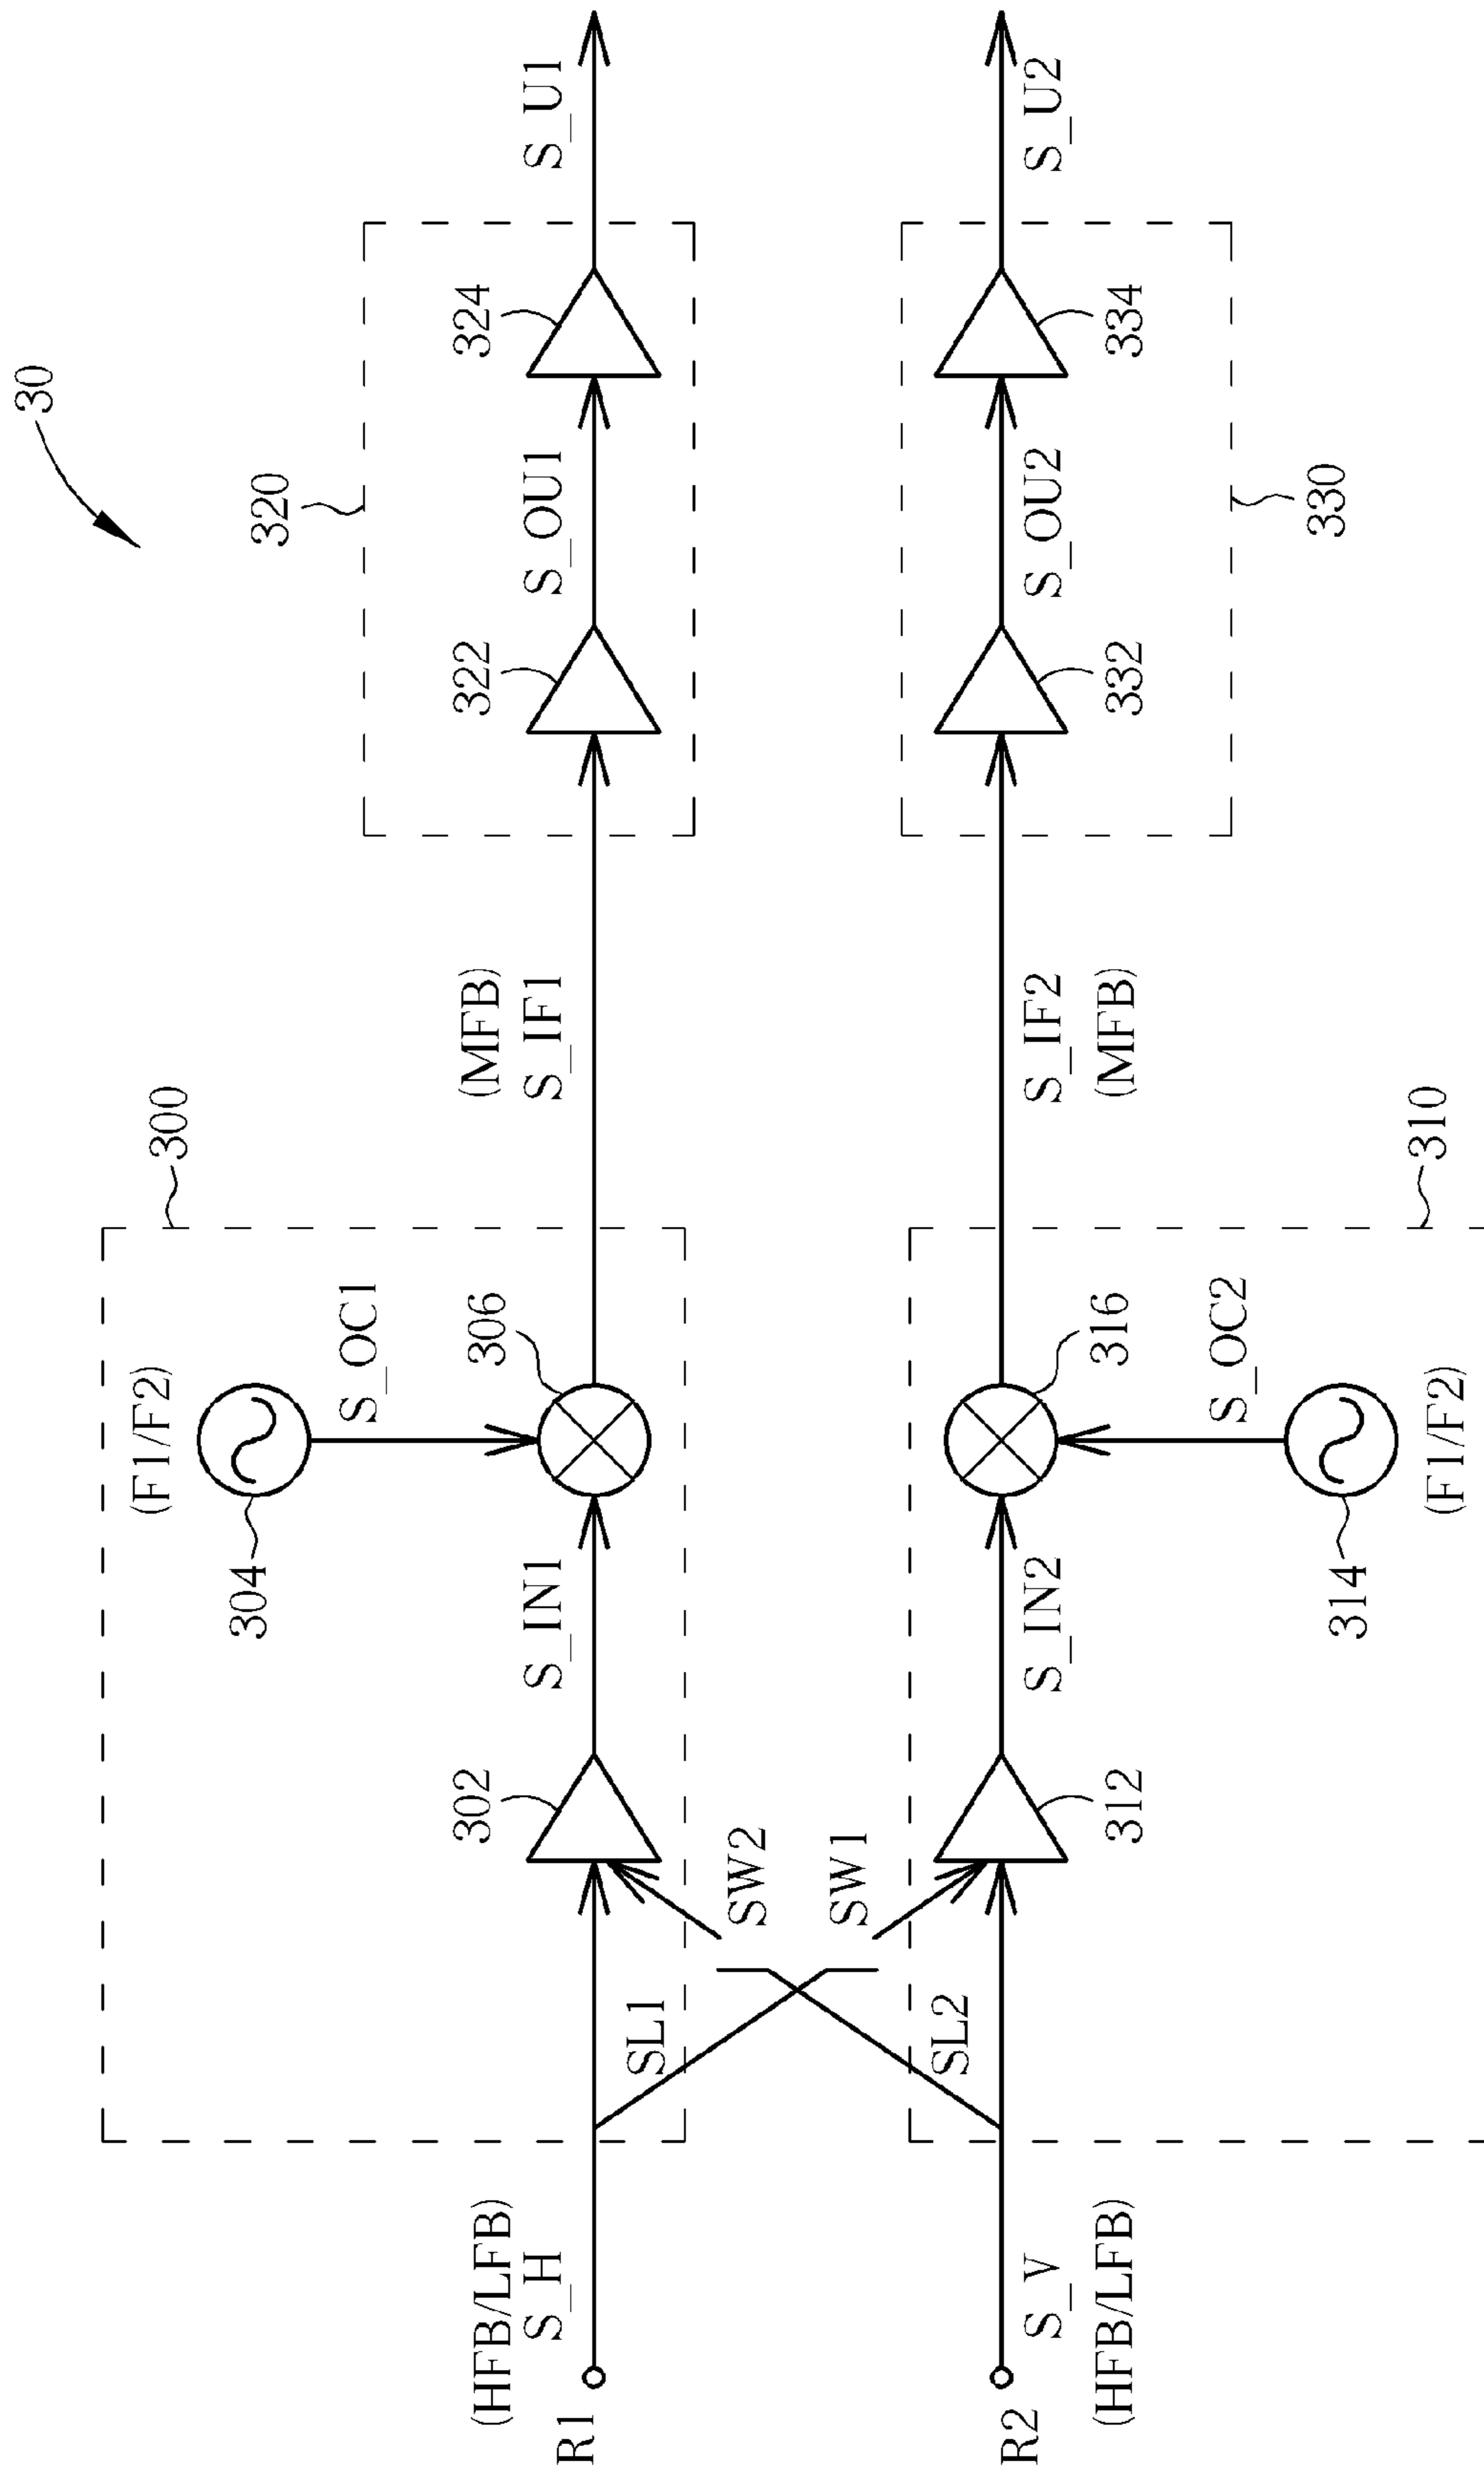 30
320
324
S_U1
322
S_OU1
(MFB)
S_IF1
300
(F1/F2)
304
S_OC1
306
S_IN1
302
SW2
SL1
(HFB/LFB)
S_H
R1
S_U2
334
S_OU2
332
330
S_IF2
(MFB)
310
316
S_OC2
(F1/F2)
314
S_IN2
312
SW1
SL2
S_V
(HFB/LFB)
R2